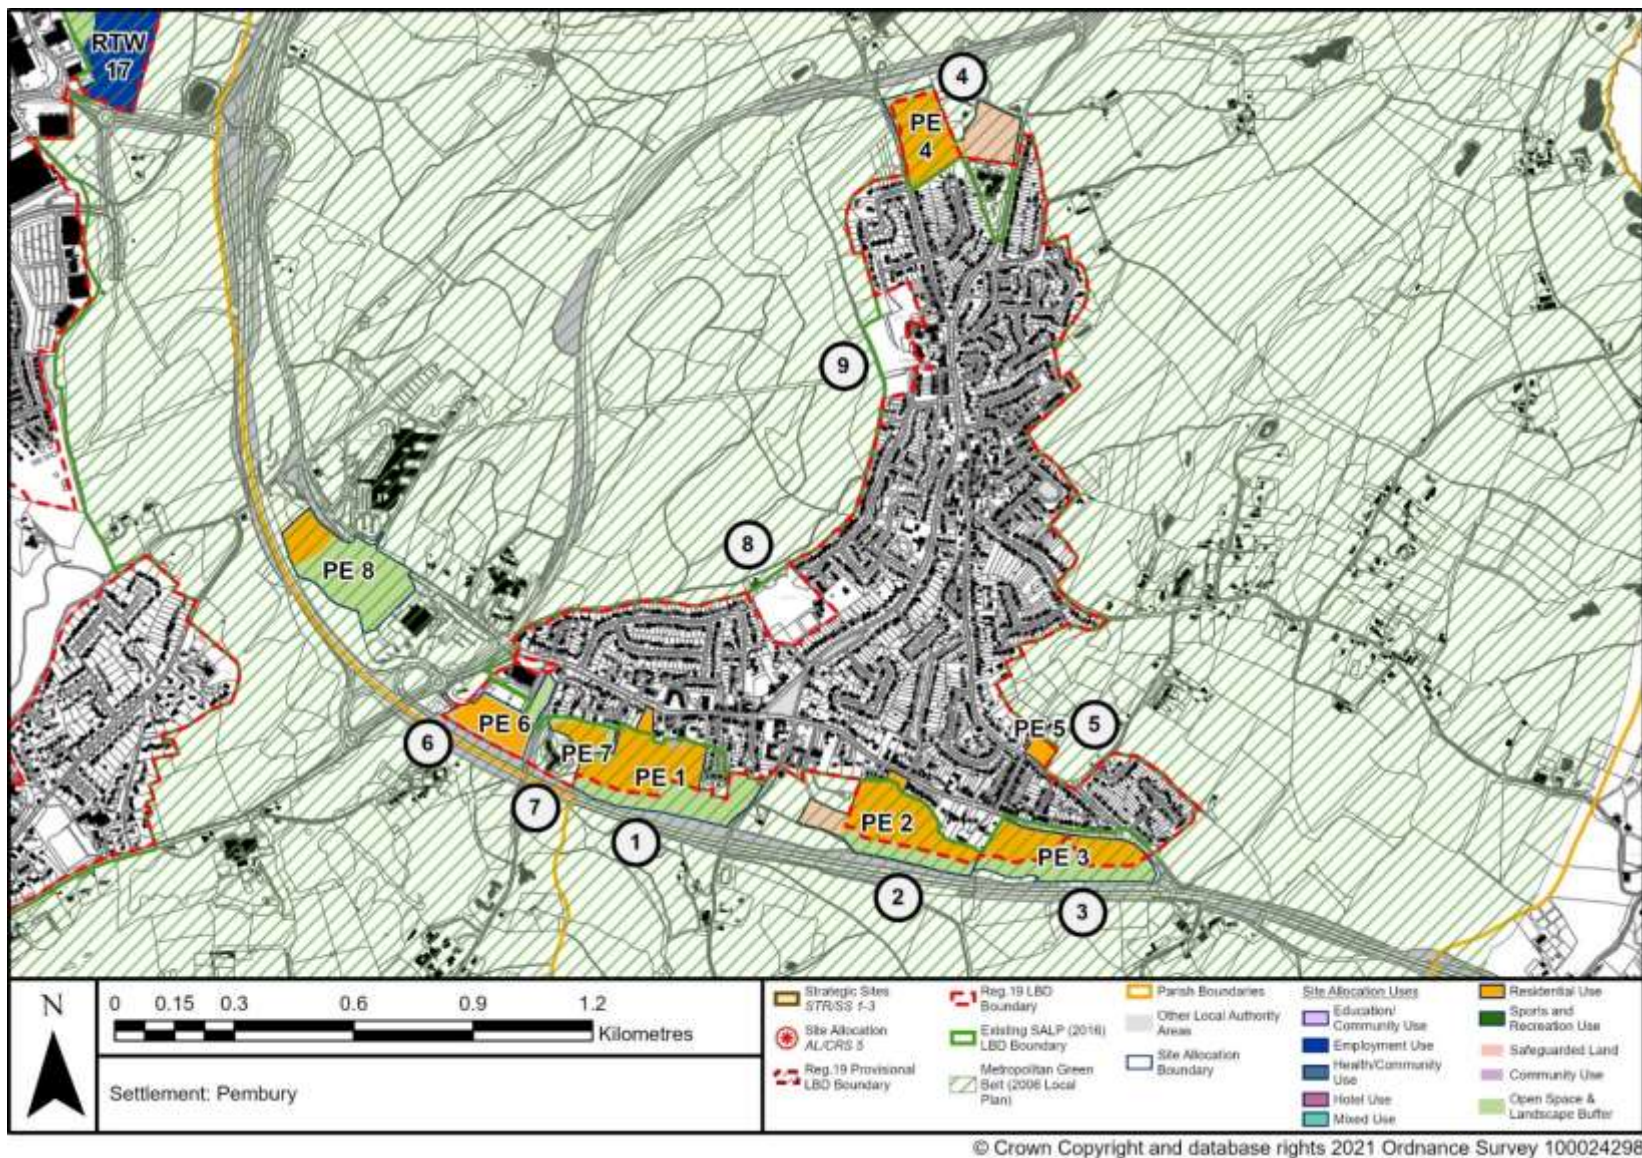 RTW
17
4
PE
4
9
8
PE 8
PE 5
5
PE 6
6
PE 7
PE 1
7
1
PE 2
PE 3
2
3
N
0 0.15 0.3 0.6 0.9 1.2
Kilometres
Settlement: Pembury
Strategic Sites
STR/SS 1-3
Site Allocation
AL/CRS 5
Reg.19 Provisional
LBD Boundary
Reg.19 LBD
Boundary
Existing SALP (2016)
LBD Boundary
Metropolitan Green
Belt (2006 Local
Plan)
Parish Boundaries
Other Local Authority
Areas
Site Allocation
Boundary
Site Allocation Uses
Education/
Community Use
Employment Use
Health/Community
Use
Hotel Use
Mixed Use
Residential Use
Sports and
Recreation Use
Safeguarded Land
Community Use
Open Space &
Landscape Buffer
© Crown Copyright and database rights 2021 Ordnance Survey 100024298